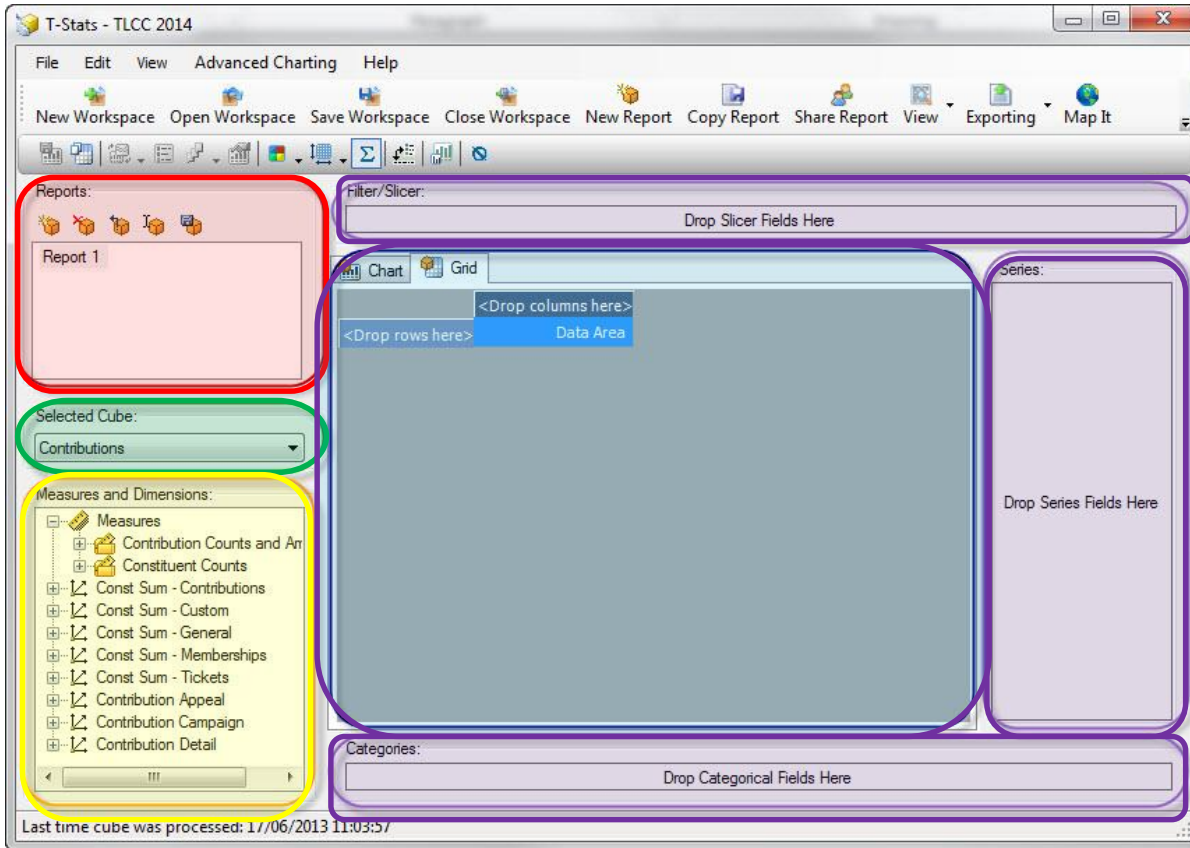 T-Stats - TLCC 2014
File Edit View Advanced Charting Help
New Workspace Open Workspace Save Workspace Close Workspace New Report Copy Report Share Report View Exporting Map It
Reports:
Report 1
Filter/Slicer:
Drop Slicer Fields Here
Chart Grid
<Drop columns here>
<Drop rows here> Data Area
Series:
Drop Series Fields Here
Selected Cube:
Contributions
Measures and Dimensions:
Measures
Contribution Counts and Am
Constituent Counts
Const Sum - Contributions
Const Sum - Custom
Const Sum - General
Const Sum - Memberships
Const Sum - Tickets
Contribution Appeal
Contribution Campaign
Contribution Detail
Categories:
Drop Categorical Fields Here
Last time cube was processed: 17/06/2013 11:03:57